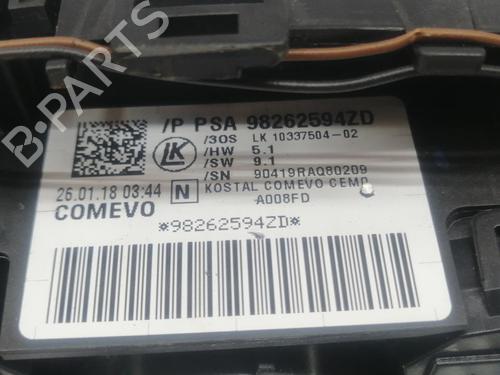 /P PSA 98262594ZD
/3OS LK 10337504-02
/HW 5.1
/SW 9.1
/SN 90419RAQ80209
LK
26.01.18 03:44 N KOSTAL COMEVO CEM0
COMEVO A008FD
*98262594ZD*
B-PARTS